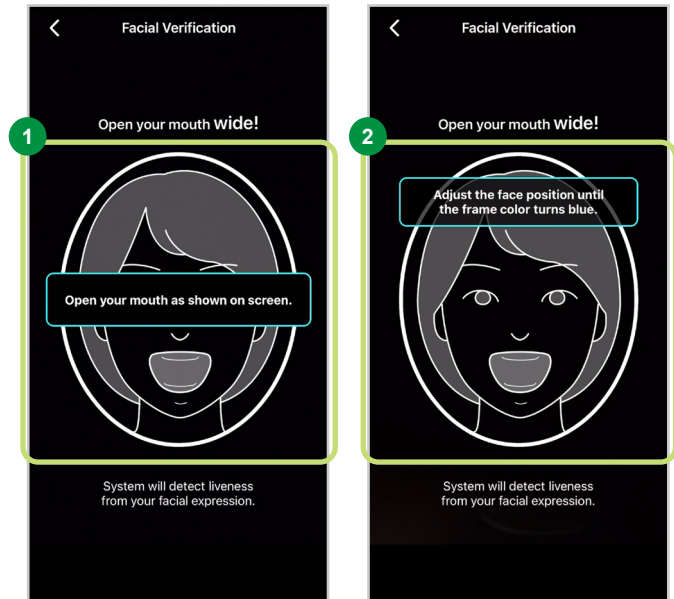 Facial Verification
Open your mouth wide!
1
Open your mouth as shown on screen.
System will detect liveness
from your facial expression.
Facial Verification
Open your mouth wide!
2
Adjust the face position until
the frame color turns blue.
System will detect liveness
from your facial expression.